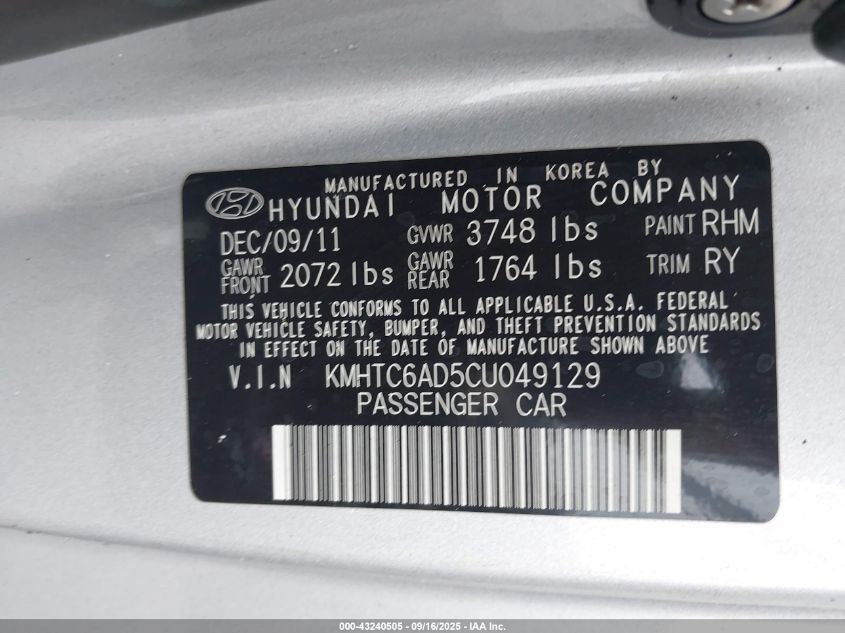 MANUFACTURED IN KOREA BY
HYUNDAI MOTOR COMPANY
DEC/09/11 GVWR 3748 lbs PAINT RHM
GAWR FRONT 2072 lbs GAWR REAR 1764 lbs TRIM RY
THIS VEHICLE CONFORMS TO ALL APPLICABLE U.S.A. FEDERAL
MOTOR VEHICLE SAFETY, BUMPER, AND THEFT PREVENTION STANDARDS
IN EFFECT ON THE DATE OF MANUFACTURE SHOWN ABOVE
V.I.N KMHTC6AD5CU049129
PASSENGER CAR
000-43240505 - 09/16/2025 - IAA Inc.